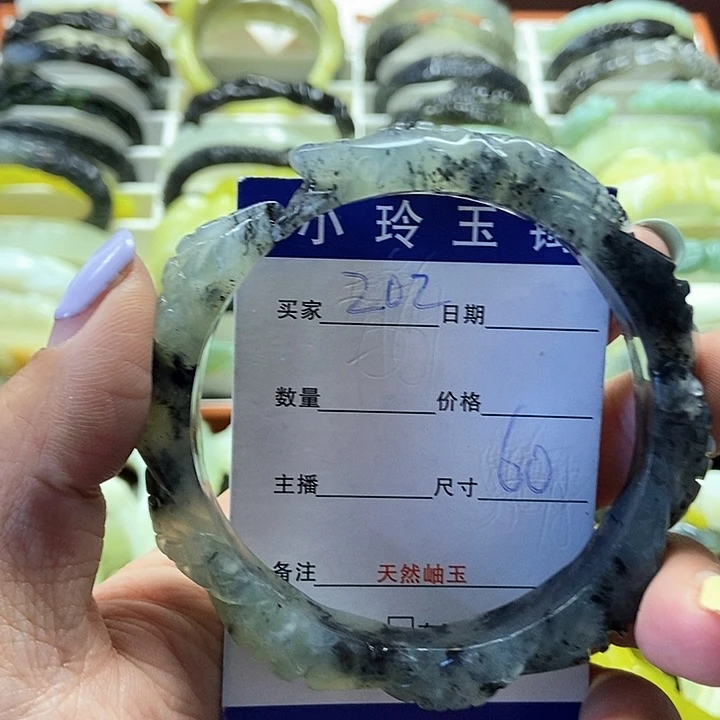 小玲玉
买家 202 日期
数量 价格
主播 尺寸 60
备注 天然岫玉